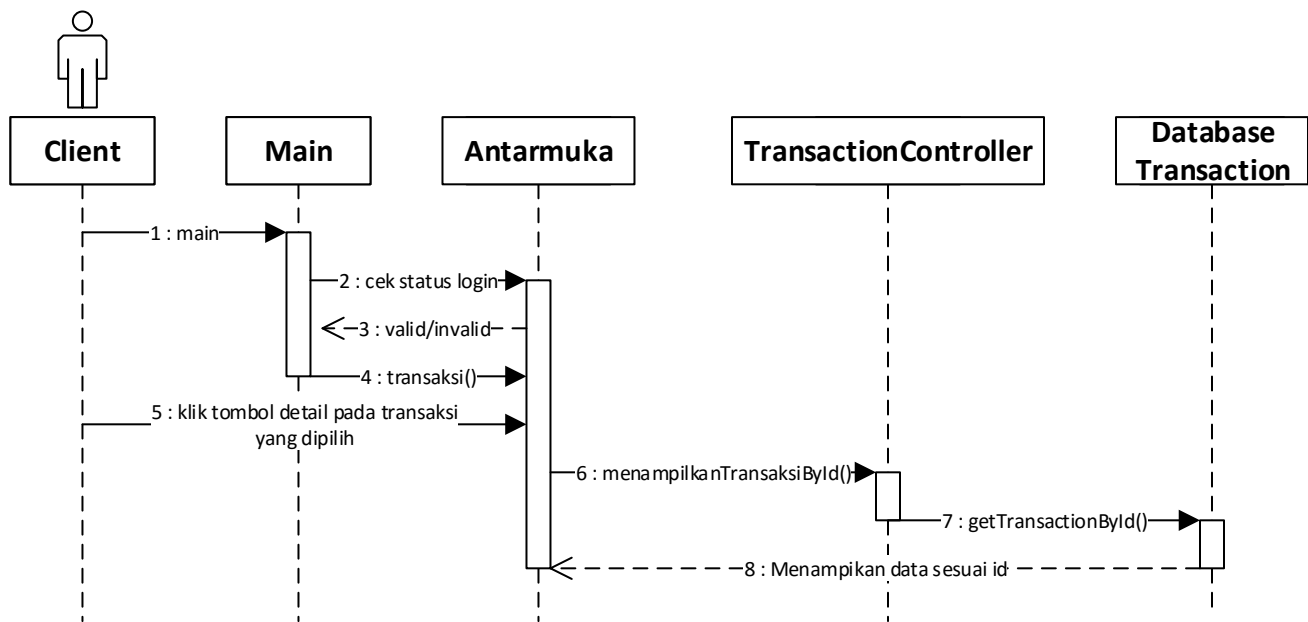 Client
Main
Antarmuka
TransactionController
Database
Transaction
1 : main
2 : cek status login
3 : valid/invalid
4 : transaksi()
5 : klik tombol detail pada transaksi
yang dipilih
6 : menampilkanTransaksiById()
7 : getTransactionById()
8 : Menampikan data sesuai id